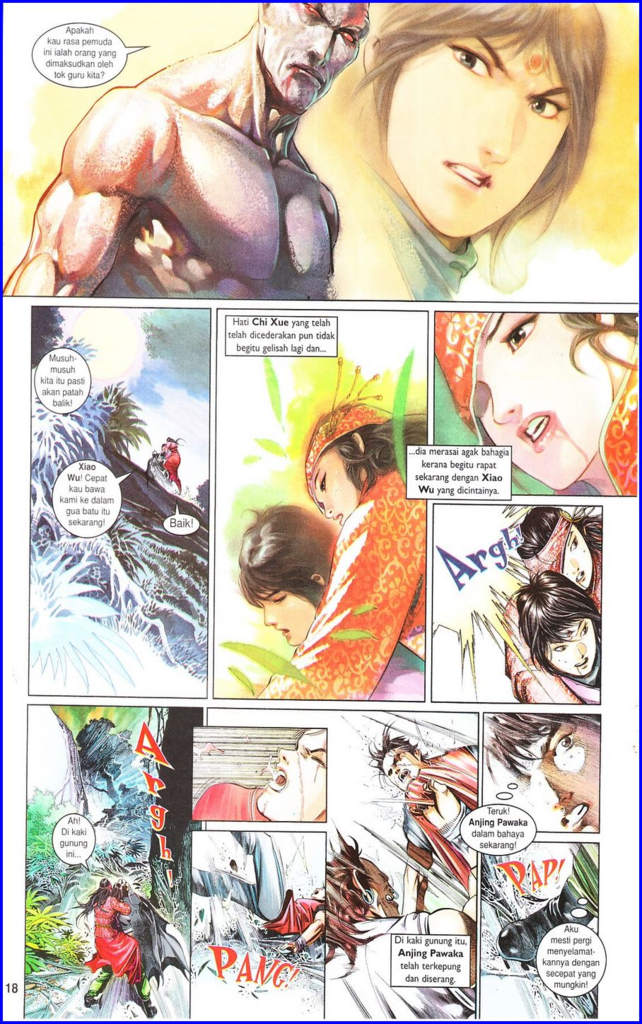 Apakah
kau rasa pemuda
ini ialah orang yang
dimaksudkan oleh
tok guru kita?
Musuh-
musuh
kita itu pasti
akan patah
balik!
Xiao
Wu! Cepat
kau bawa
kami ke dalam
gua batu itu
sekarang!
Baik!
Hati Chi Xue yang telah
telah dicederakan pun tidak
begitu gelisah lagi dan...
...dia merasai agak bahagia
kerana begitu rapat
sekarang dengan Xiao
Wu yang dicintainya.
Argh!
Argh!
Ah!
Di kaki
gunung
ini...
PANG!
Di kaki gunung itu,
Anjing Pawaka
telah terkepung
dan diserang.
Teruk!
Anjing Pawaka
dalam bahaya
sekarang!
PAP!
Aku
mesti pergi
menyelamat-
kannya dengan
secepat yang
mungkin!
18